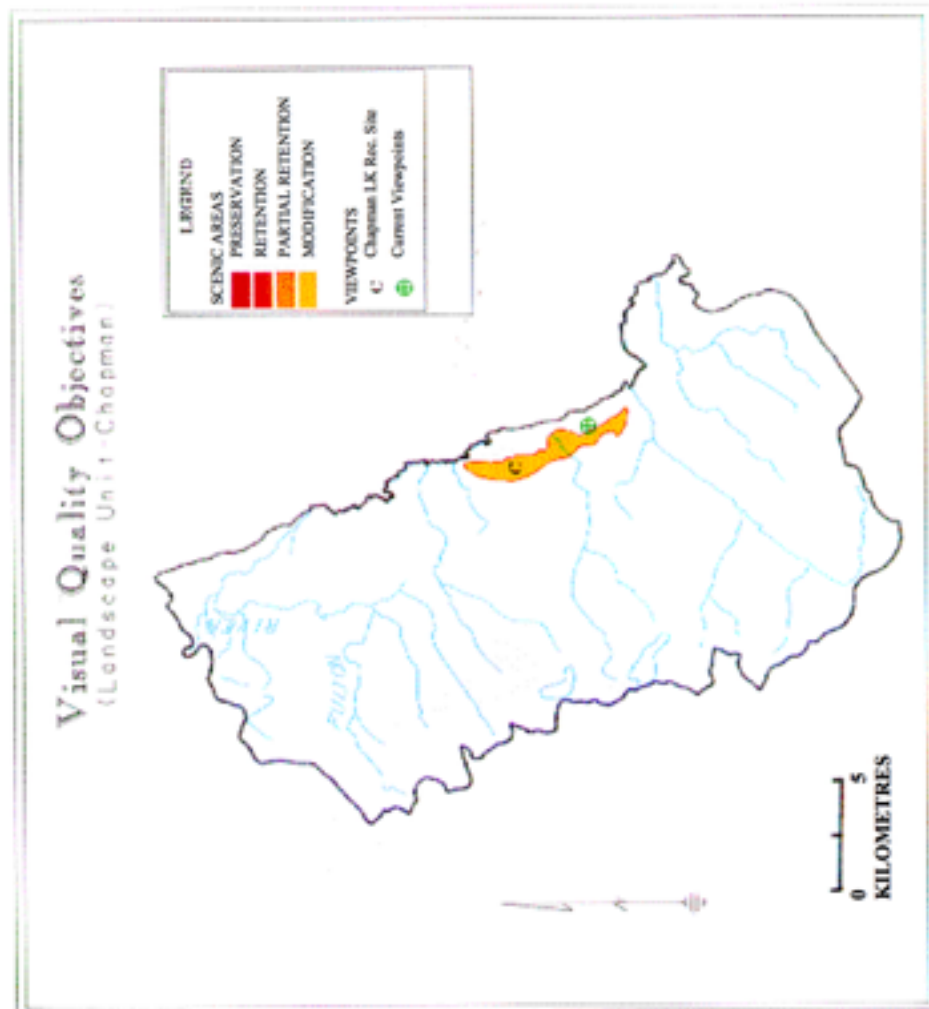 Visual Quality Objectives
(Landscape Unit-Chapman)
LEGEND
SCENIC AREAS
PRESERVATION
RETENTION
PARTIAL RETENTION
MODIFICATION
VIEWPOINTS
C Chapman LK Rec. Site
Current Viewpoints
RIVER
C
0 5
KILOMETRES